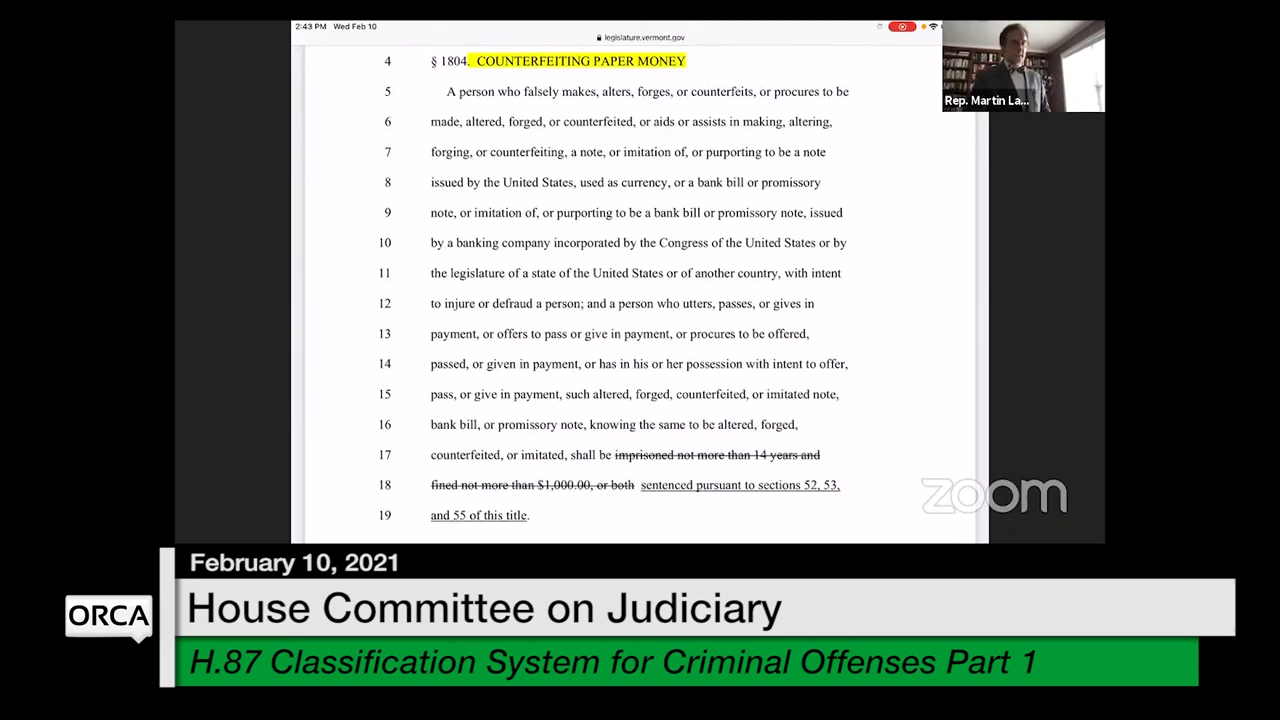 2:43 PM Wed Feb 10
legislature.vermont.gov
4 § 1804. COUNTERFEITING PAPER MONEY
5 A person who falsely makes, alters, forges, or counterfeits, or procures to be
6 made, altered, forged, or counterfeited, or aids or assists in making, altering,
7 forging, or counterfeiting, a note, or imitation of, or purporting to be a note
8 issued by the United States, used as currency, or a bank bill or promissory
9 note, or imitation of, or purporting to be a bank bill or promissory note, issued
10 by a banking company incorporated by the Congress of the United States or by
11 the legislature of a state of the United States or of another country, with intent
12 to injure or defraud a person; and a person who utters, passes, or gives in
13 payment, or offers to pass or give in payment, or procures to be offered,
14 passed, or given in payment, or has in his or her possession with intent to offer,
15 pass, or give in payment, such altered, forged, counterfeited, or imitated note,
16 bank bill, or promissory note, knowing the same to be altered, forged,
17 counterfeited, or imitated, shall be imprisoned not more than 14 years and
18 fined not more than $1,000.00, or both sentenced pursuant to sections 52, 53,
19 and 55 of this title.
Rep. Martin La...
zoom
February 10, 2021
ORCA
House Committee on Judiciary
H.87 Classification System for Criminal Offenses Part 1